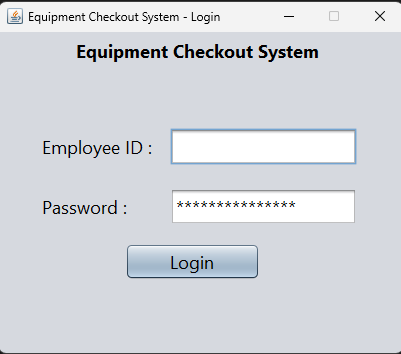 Equipment Checkout System - Login
Equipment Checkout System
Employee ID :
Password : ***************
Login